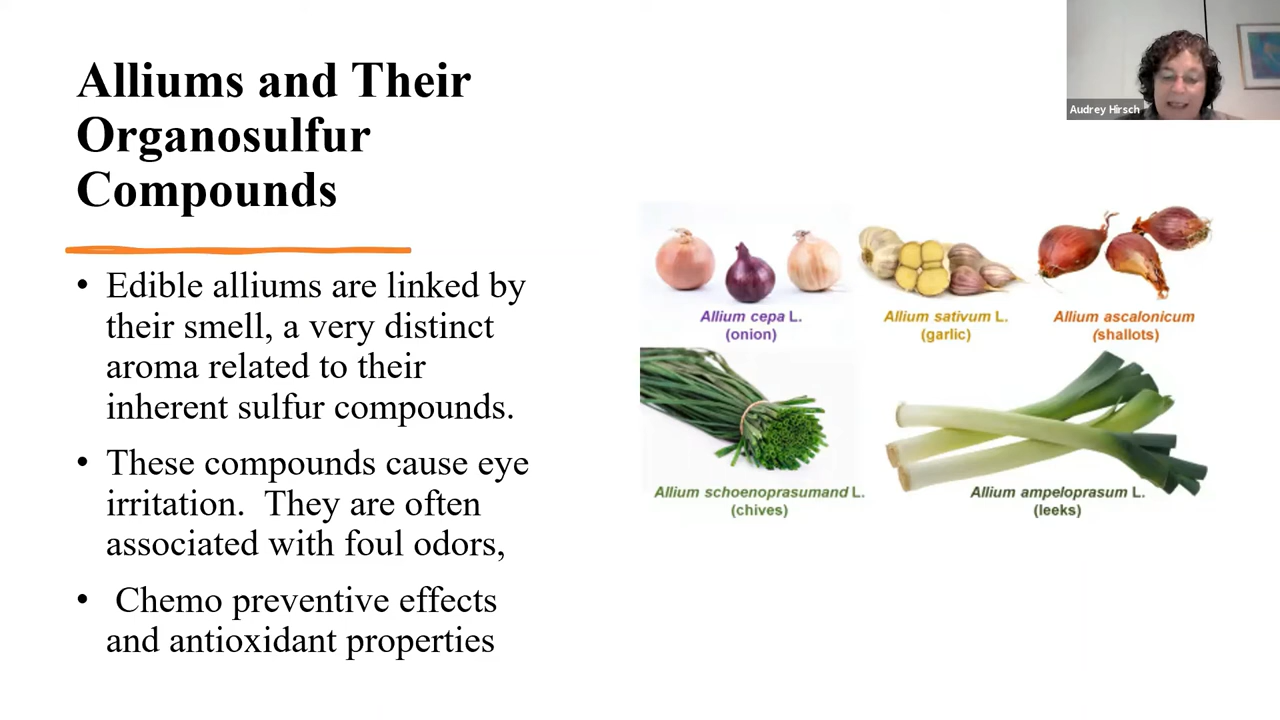 Alliums and Their
Organosulfur
Compounds
• Edible alliums are linked by
their smell, a very distinct
aroma related to their
inherent sulfur compounds.
• These compounds cause eye
irritation.  They are often
associated with foul odors,
• Chemo preventive effects
and antioxidant properties
Audrey Hirsch
Allium cepa L.
(onion)
Allium sativum L.
(garlic)
Allium ascalonicum
(shallots)
Allium schoenoprasumand L.
(chives)
Allium ampeloprasum L.
(leeks)